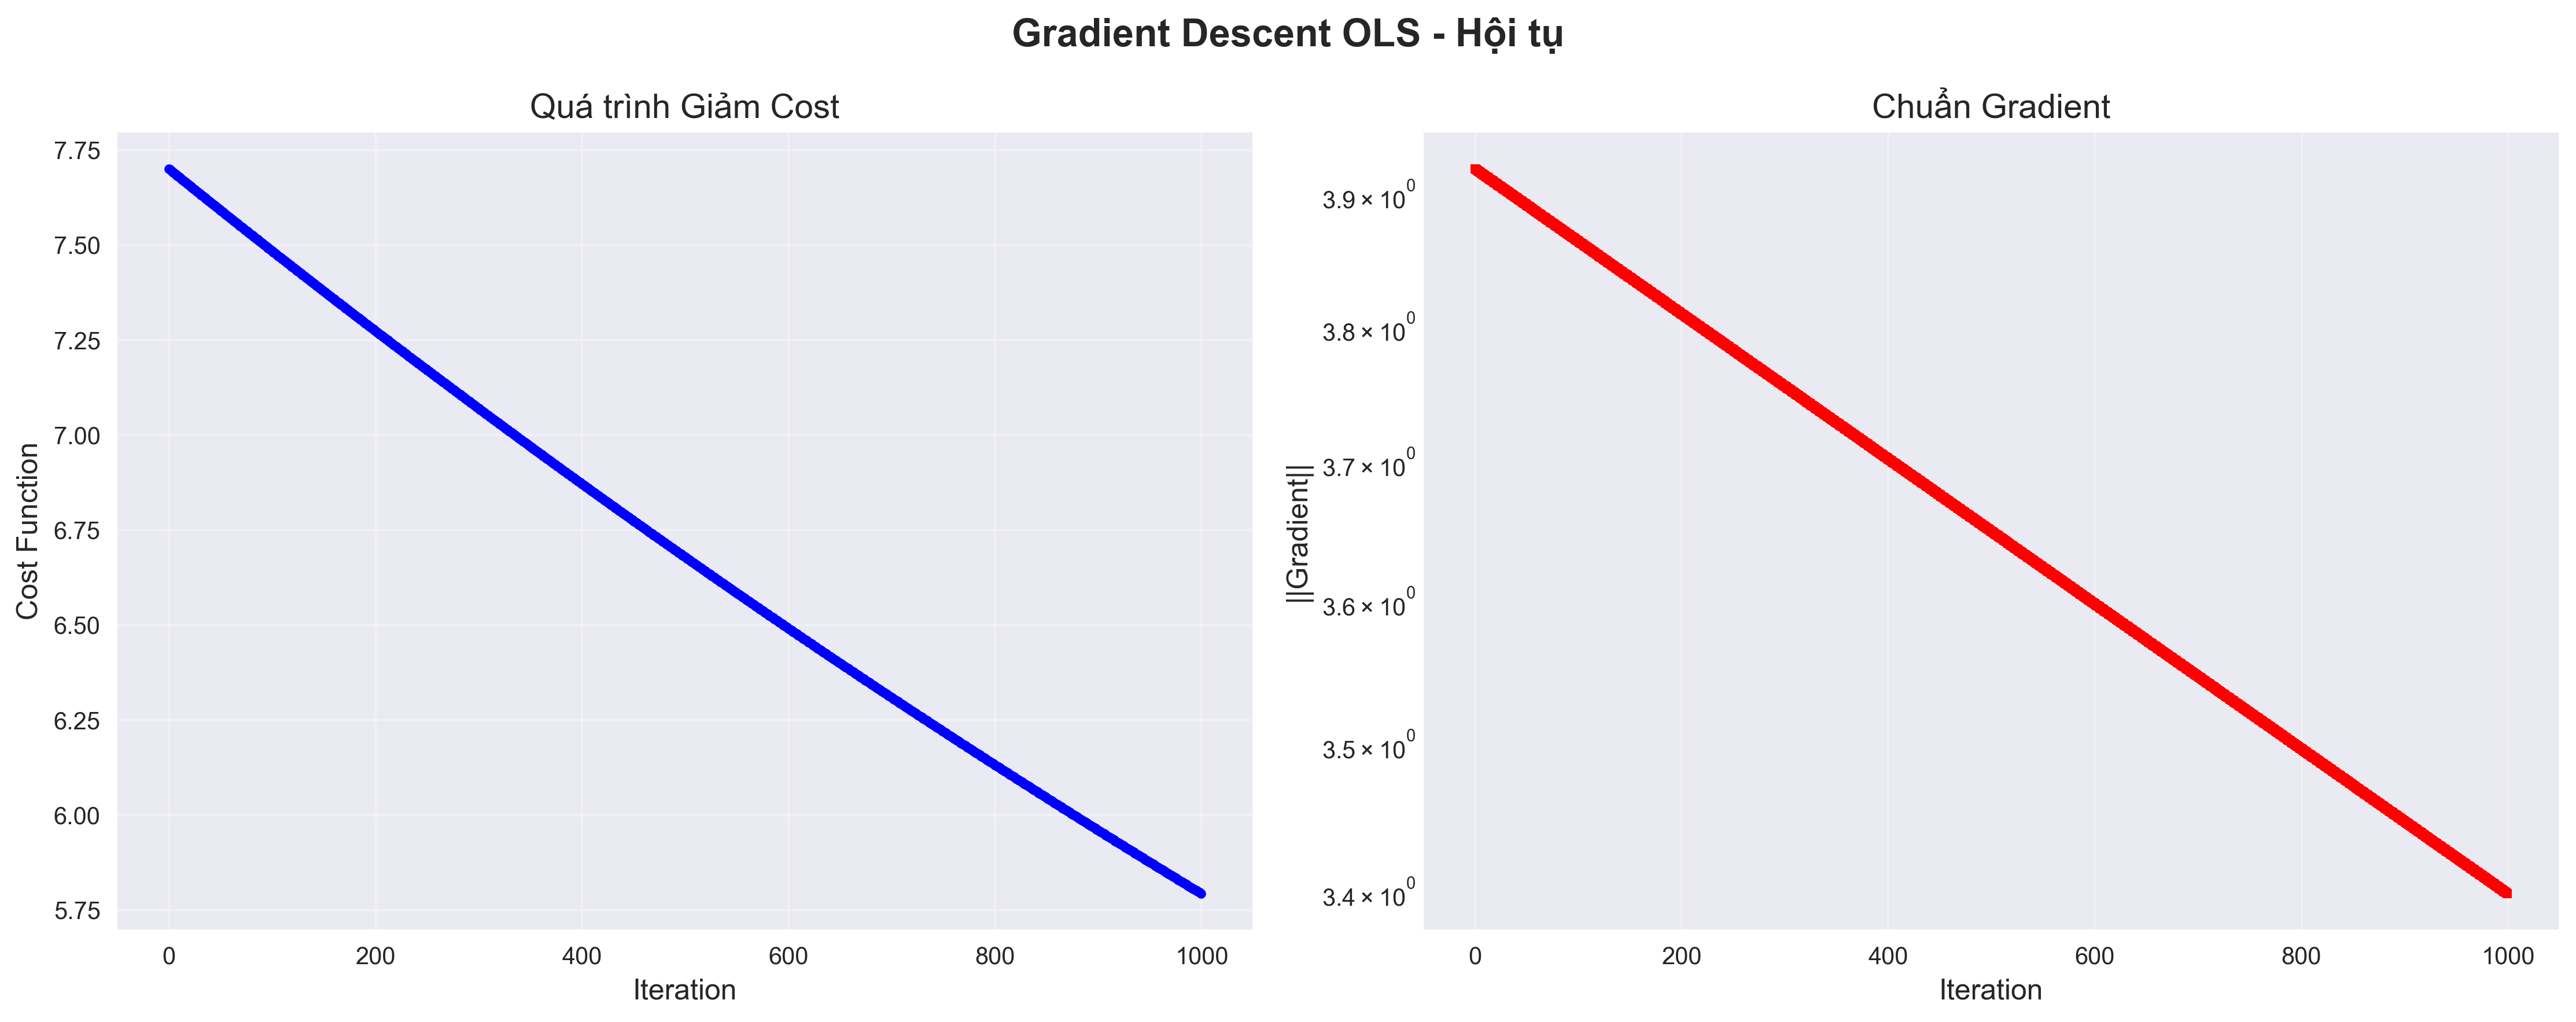 Gradient Descent OLS - Hội tụ
Quá trình Giảm Cost
7.75
7.50
7.25
7.00
6.75
6.50
6.25
6.00
5.75
Cost Function
0 200 400 600 800 1000
Iteration
Chuẩn Gradient
3.9 × 10⁰
3.8 × 10⁰
3.7 × 10⁰
3.6 × 10⁰
3.5 × 10⁰
3.4 × 10⁰
||Gradient||
0 200 400 600 800 1000
Iteration